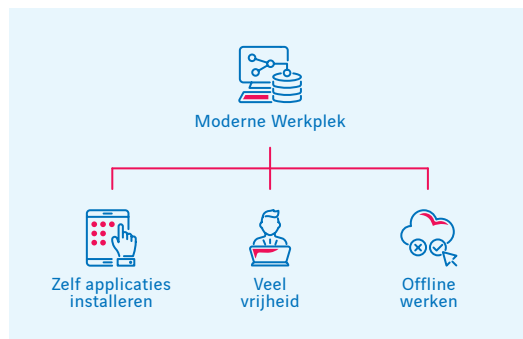 Moderne Werkplek
Zelf applicaties
installeren
Veel
vrijheid
Offline
werken